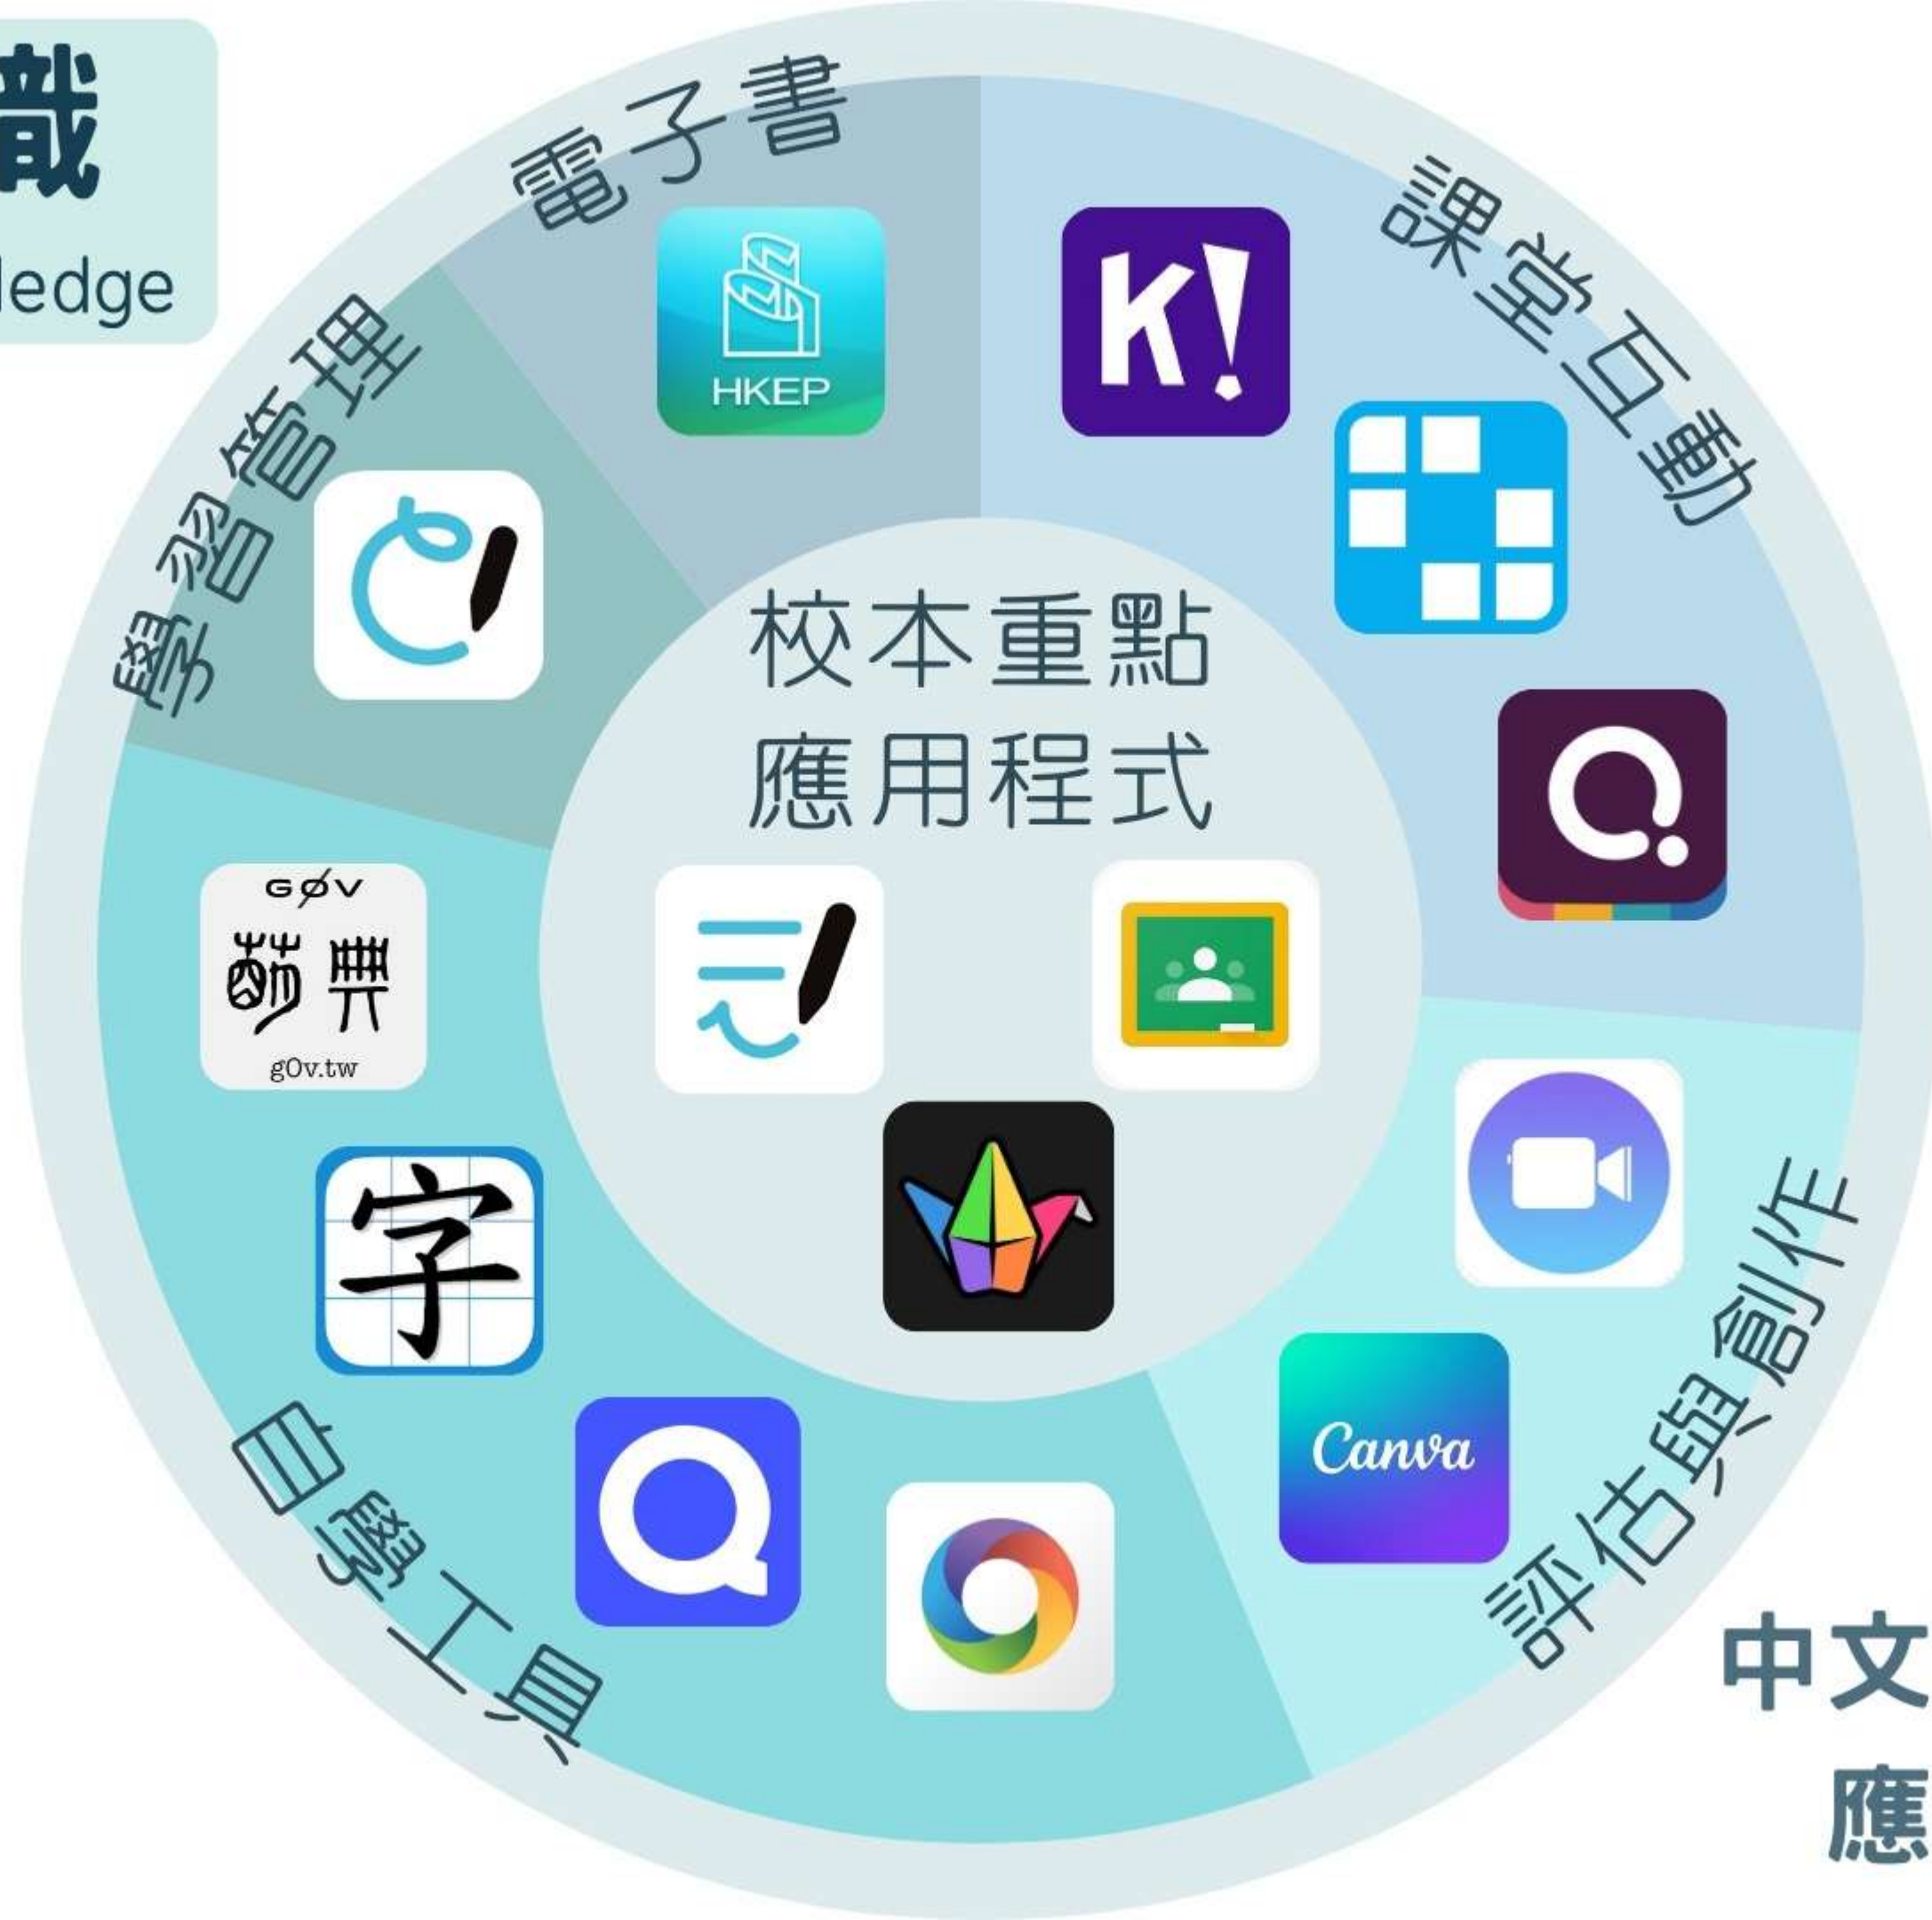 電子書
課堂互動
學習管理
HKEP
K!
校本重點
應用程式
GØV
萌典
g0v.tw
字
Canva
評估與創作
自學工具
中文
應